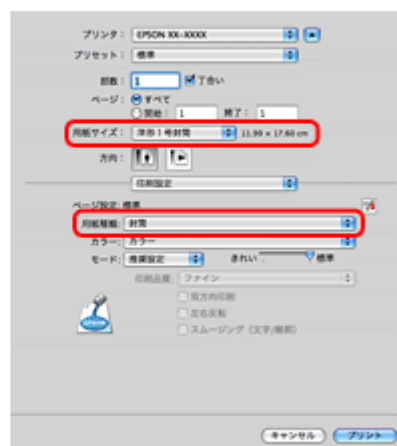 プリンタ： EPSON XX-XXXX
プリセット： 標準
部数： 1 丁合い
ページ： すべて
開始： 1 終了： 1
用紙サイズ： 洋形１号封筒 11.99 × 17.60 cm
方向：
印刷設定
ページ設定: 標準
用紙種類: 封筒
カラー: カラー
モード: 推奨設定 きれい 標準
印刷品質: ファイン
双方向印刷
左右反転
スムージング（文字/輪郭）
EPSON
キャンセル プリント